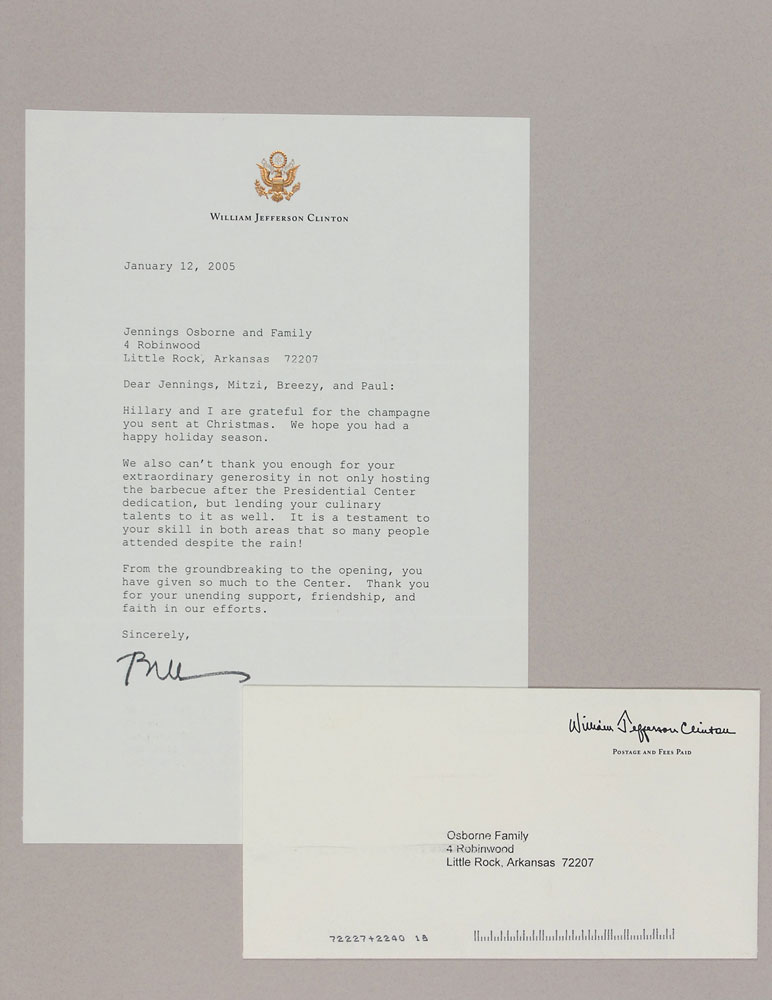 WILLIAM JEFFERSON CLINTON
January 12, 2005
Jennings Osborne and Family
4 Robinwood
Little Rock, Arkansas  72207
Dear Jennings, Mitzi, Breezy, and Paul:
Hillary and I are grateful for the champagne
you sent at Christmas.  We hope you had a
happy holiday season.
We also can't thank you enough for your
extraordinary generosity in not only hosting
the barbecue after the Presidential Center
dedication, but lending your culinary
talents to it as well.  It is a testament to
your skill in both areas that so many people
attended despite the rain!
From the groundbreaking to the opening, you
have given so much to the Center.  Thank you
for your unending support, friendship, and
faith in our efforts.
Sincerely,
Bill
William Jefferson Clinton
POSTAGE AND FEES PAID
Osborne Family
4 Robinwood
Little Rock, Arkansas  72207
72227+2240 18